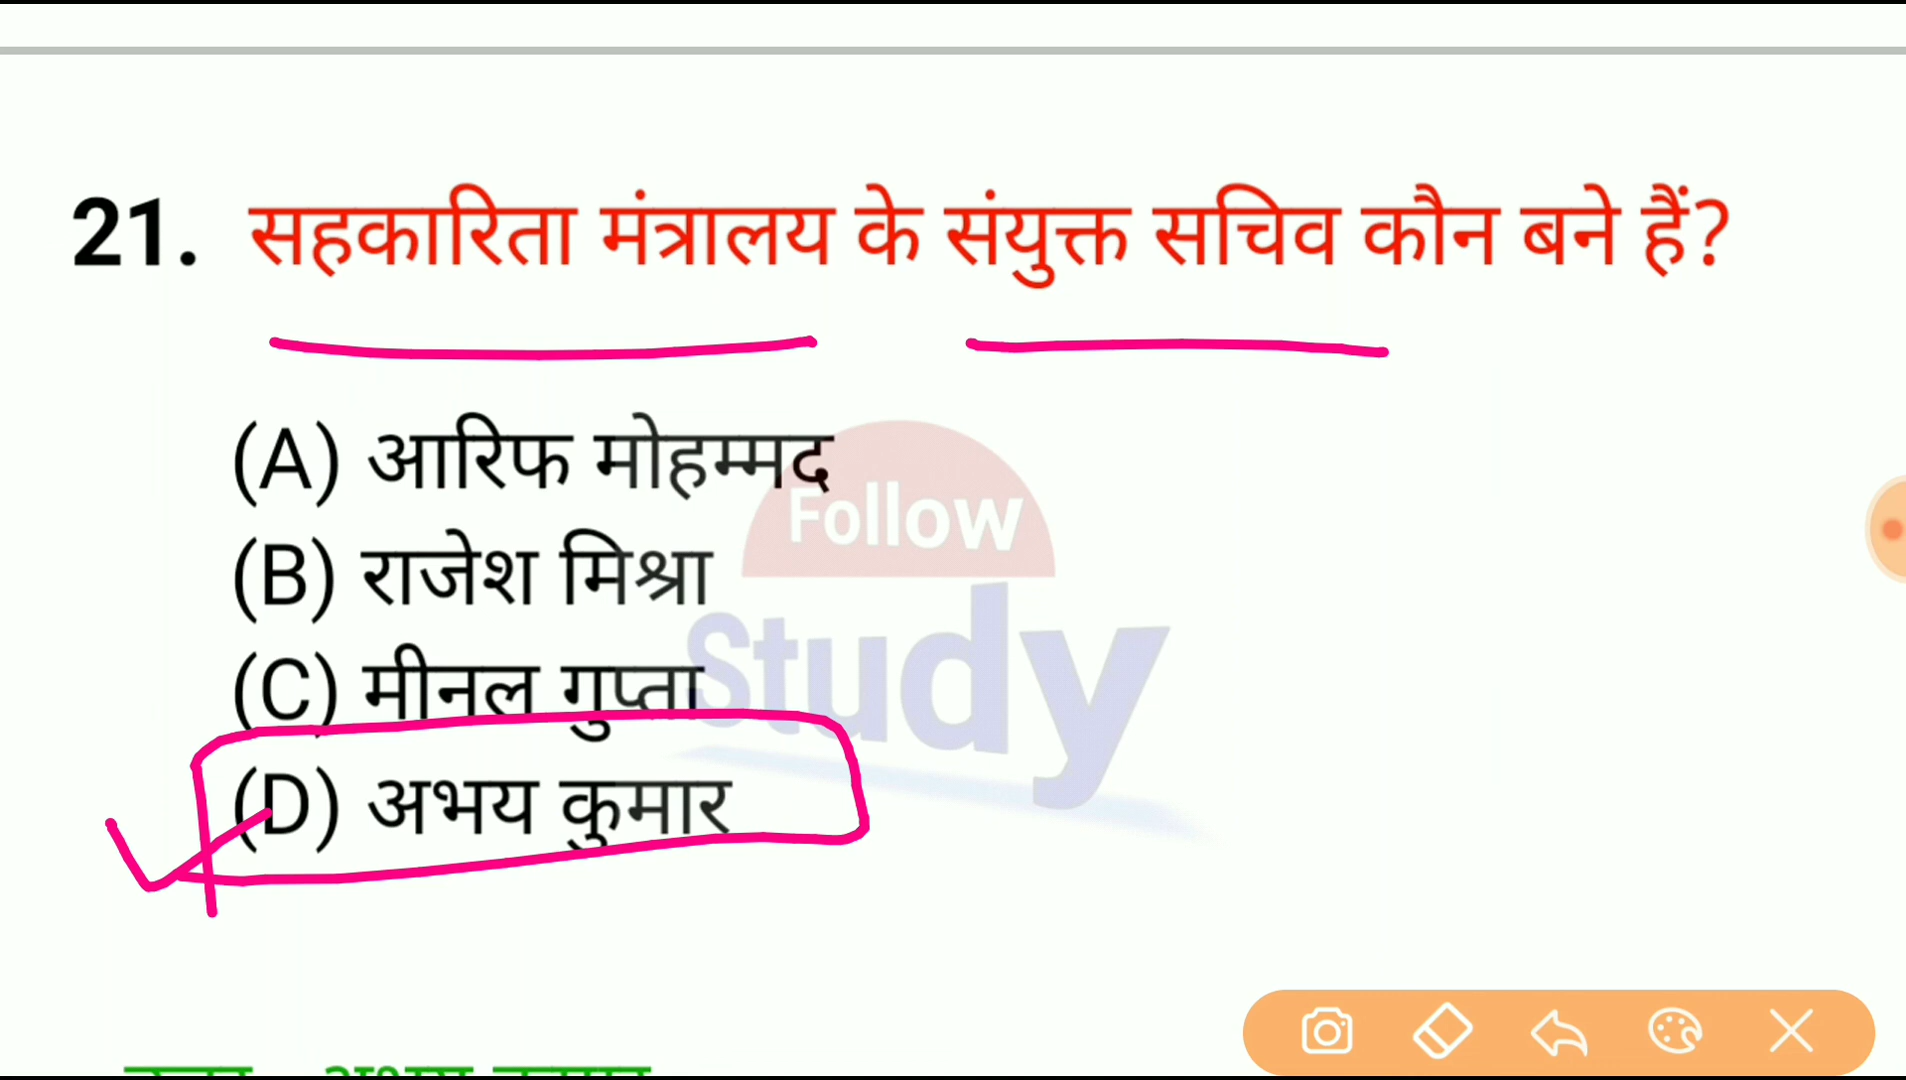 21. सहकारिता मंत्रालय के संयुक्त सचिव कौन बने हैं?
(A) आरिफ मोहम्मद
(B) राजेश मिश्रा
(C) मीनल गुप्ता
(D) अभय कुमार
Follow
Study